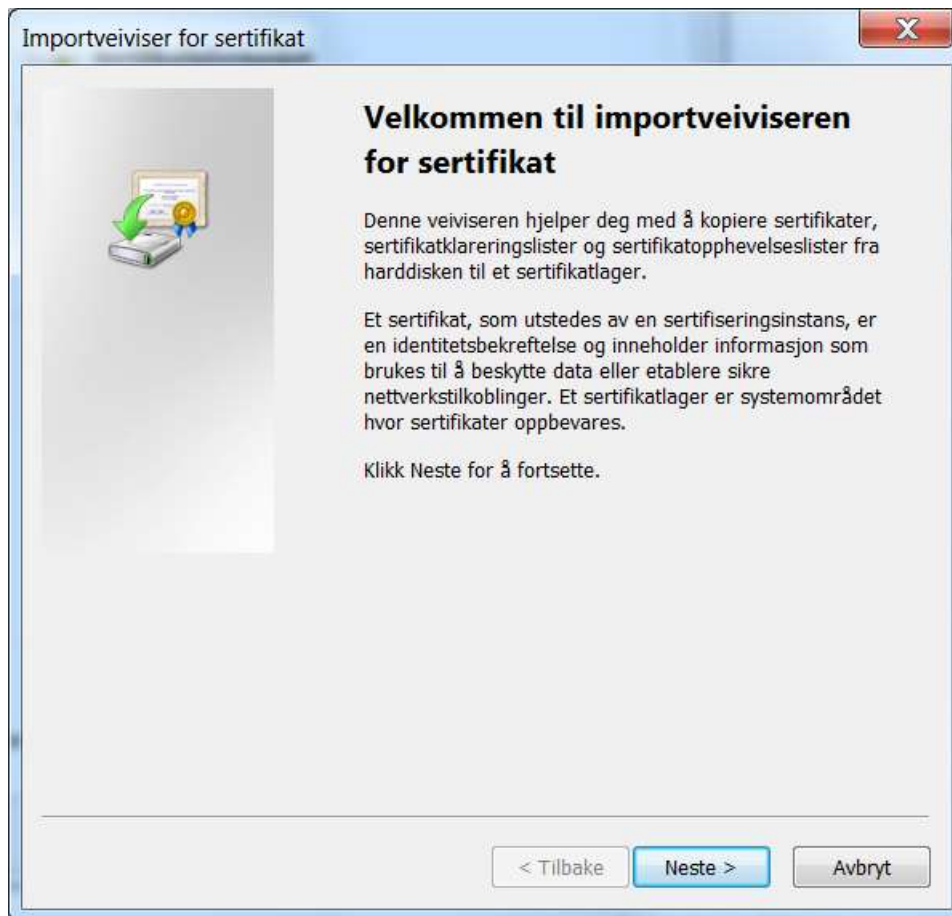 Importveiviser for sertifikat
X
Velkommen til importveiviseren
for sertifikat
Denne veiviseren hjelper deg med å kopiere sertifikater,
sertifikatklareringslister og sertifikatopphevelseslister fra
harddisken til et sertifikatlager.
Et sertifikat, som utstedes av en sertifiseringsinstans, er
en identitetsbekreftelse og inneholder informasjon som
brukes til å beskytte data eller etablere sikre
nettverkstilkoblinger. Et sertifikatlager er systemområdet
hvor sertifikater oppbevares.
Klikk Neste for å fortsette.
< Tilbake
Neste >
Avbryt